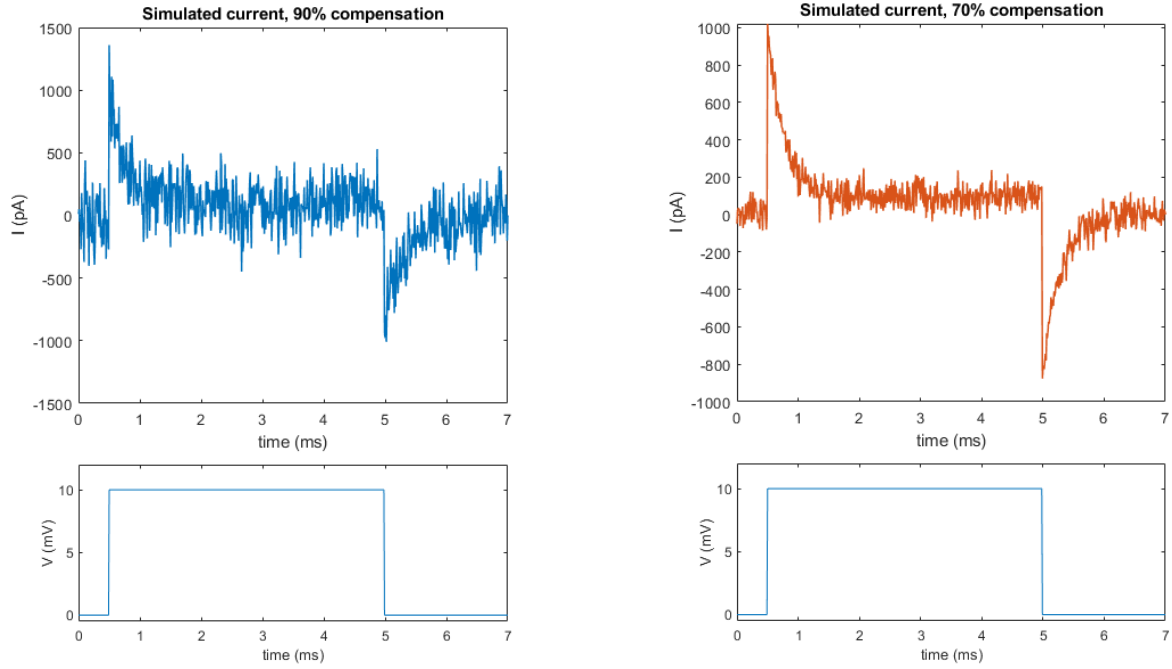 Simulated current, 90% compensation
1500
1000
500
0
-500
-1000
-1500
I (pA)
0 1 2 3 4 5 6 7
time (ms)
10
5
0
V (mV)
0 1 2 3 4 5 6 7
time (ms)
Simulated current, 70% compensation
1000
800
600
400
200
0
-200
-400
-600
-800
-1000
I (pA)
0 1 2 3 4 5 6 7
time (ms)
10
5
0
V (mV)
0 1 2 3 4 5 6 7
time (ms)